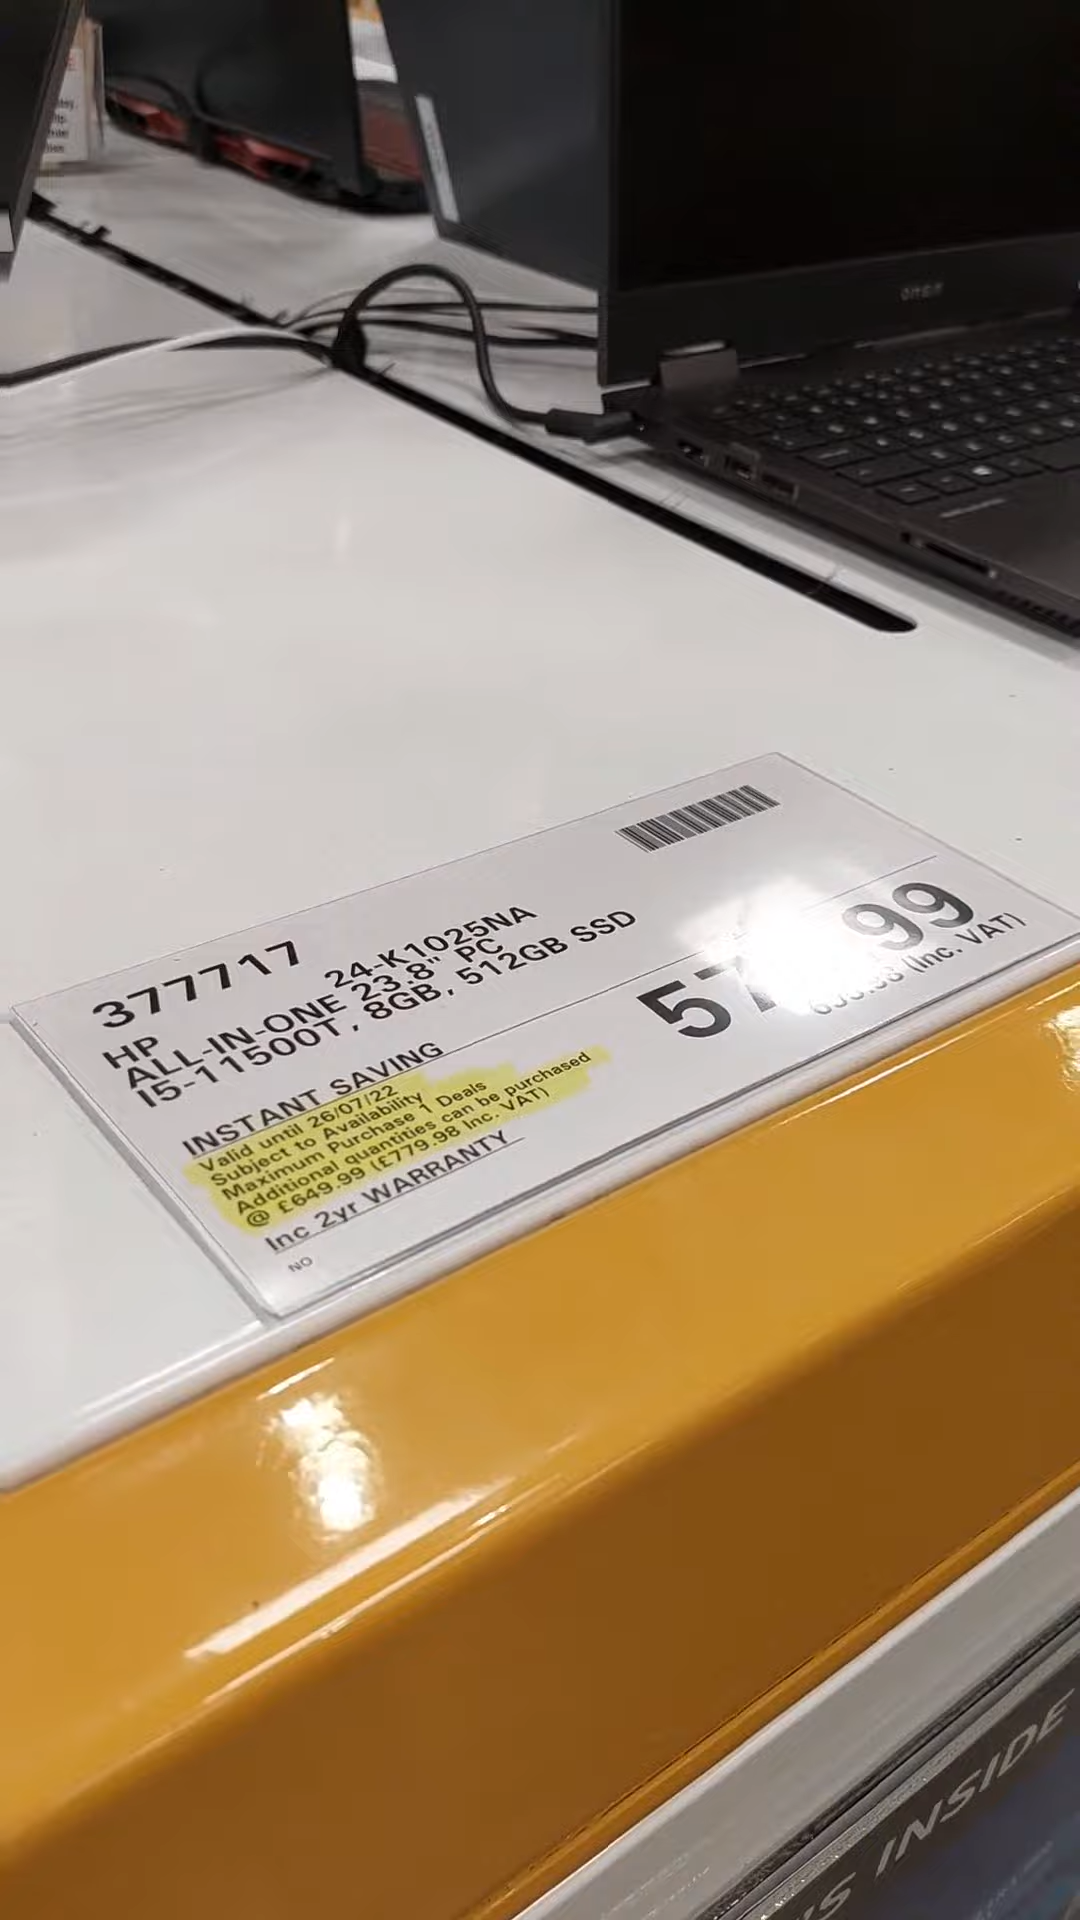 377717
24-K1025NA
HP
ALL-IN-ONE 23.8" PC
I5-11500T, 8GB, 512GB SSD
INSTANT SAVING
Valid until 26/07/22
Subject to Availability
Maximum Purchase 1 Deals
Additional quantities can be purchased
@ £649.99 (£779.98 Inc. VAT)
Inc 2yr WARRANTY
NO
99
(Inc. VAT)
INSIDE